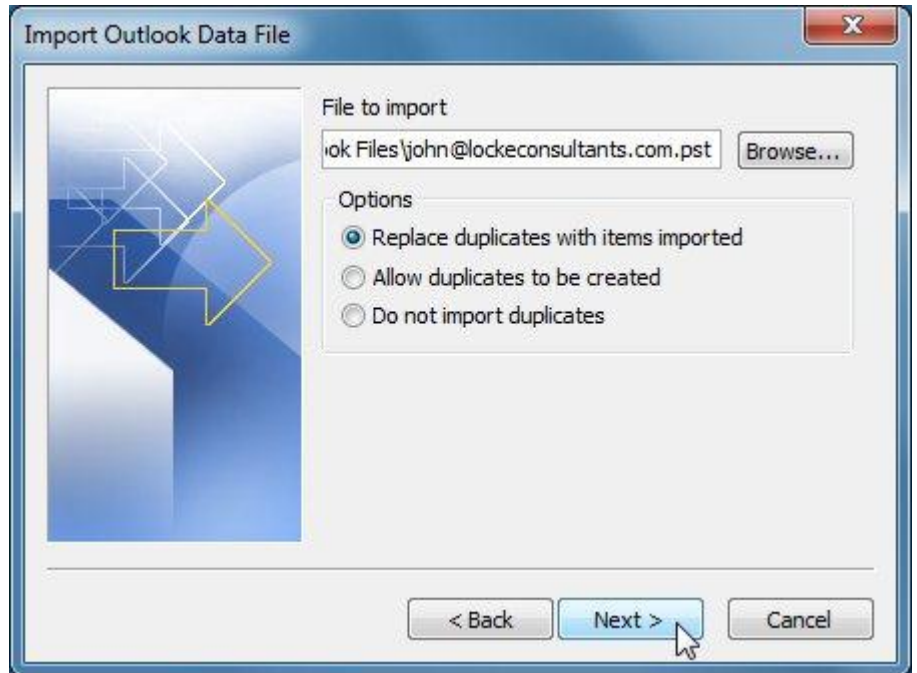 Import Outlook Data File
File to import
ok Files\john@lockeconsultants.com.pst
Browse...
Options
Replace duplicates with items imported
Allow duplicates to be created
Do not import duplicates
< Back
Next >
Cancel